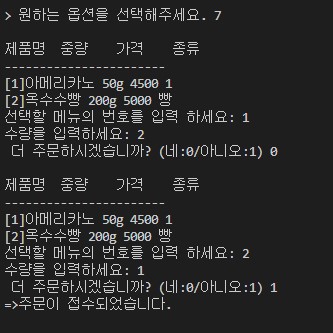 > 원하는 옵션을 선택해주세요. 7
제품명 중량 가격 종류
-----------------------
[1]아메리카노 50g 4500 1
[2]옥수수빵 200g 5000 빵
선택할 메뉴의 번호를 입력 하세요: 1
수량을 입력하세요: 2
더 주문하시겠습니까? (네:0/아니오:1) 0
제품명 중량 가격 종류
-----------------------
[1]아메리카노 50g 4500 1
[2]옥수수빵 200g 5000 빵
선택할 메뉴의 번호를 입력 하세요: 2
수량을 입력하세요: 1
더 주문하시겠습니까? (네:0/아니오:1) 1
=>주문이 접수되었습니다.